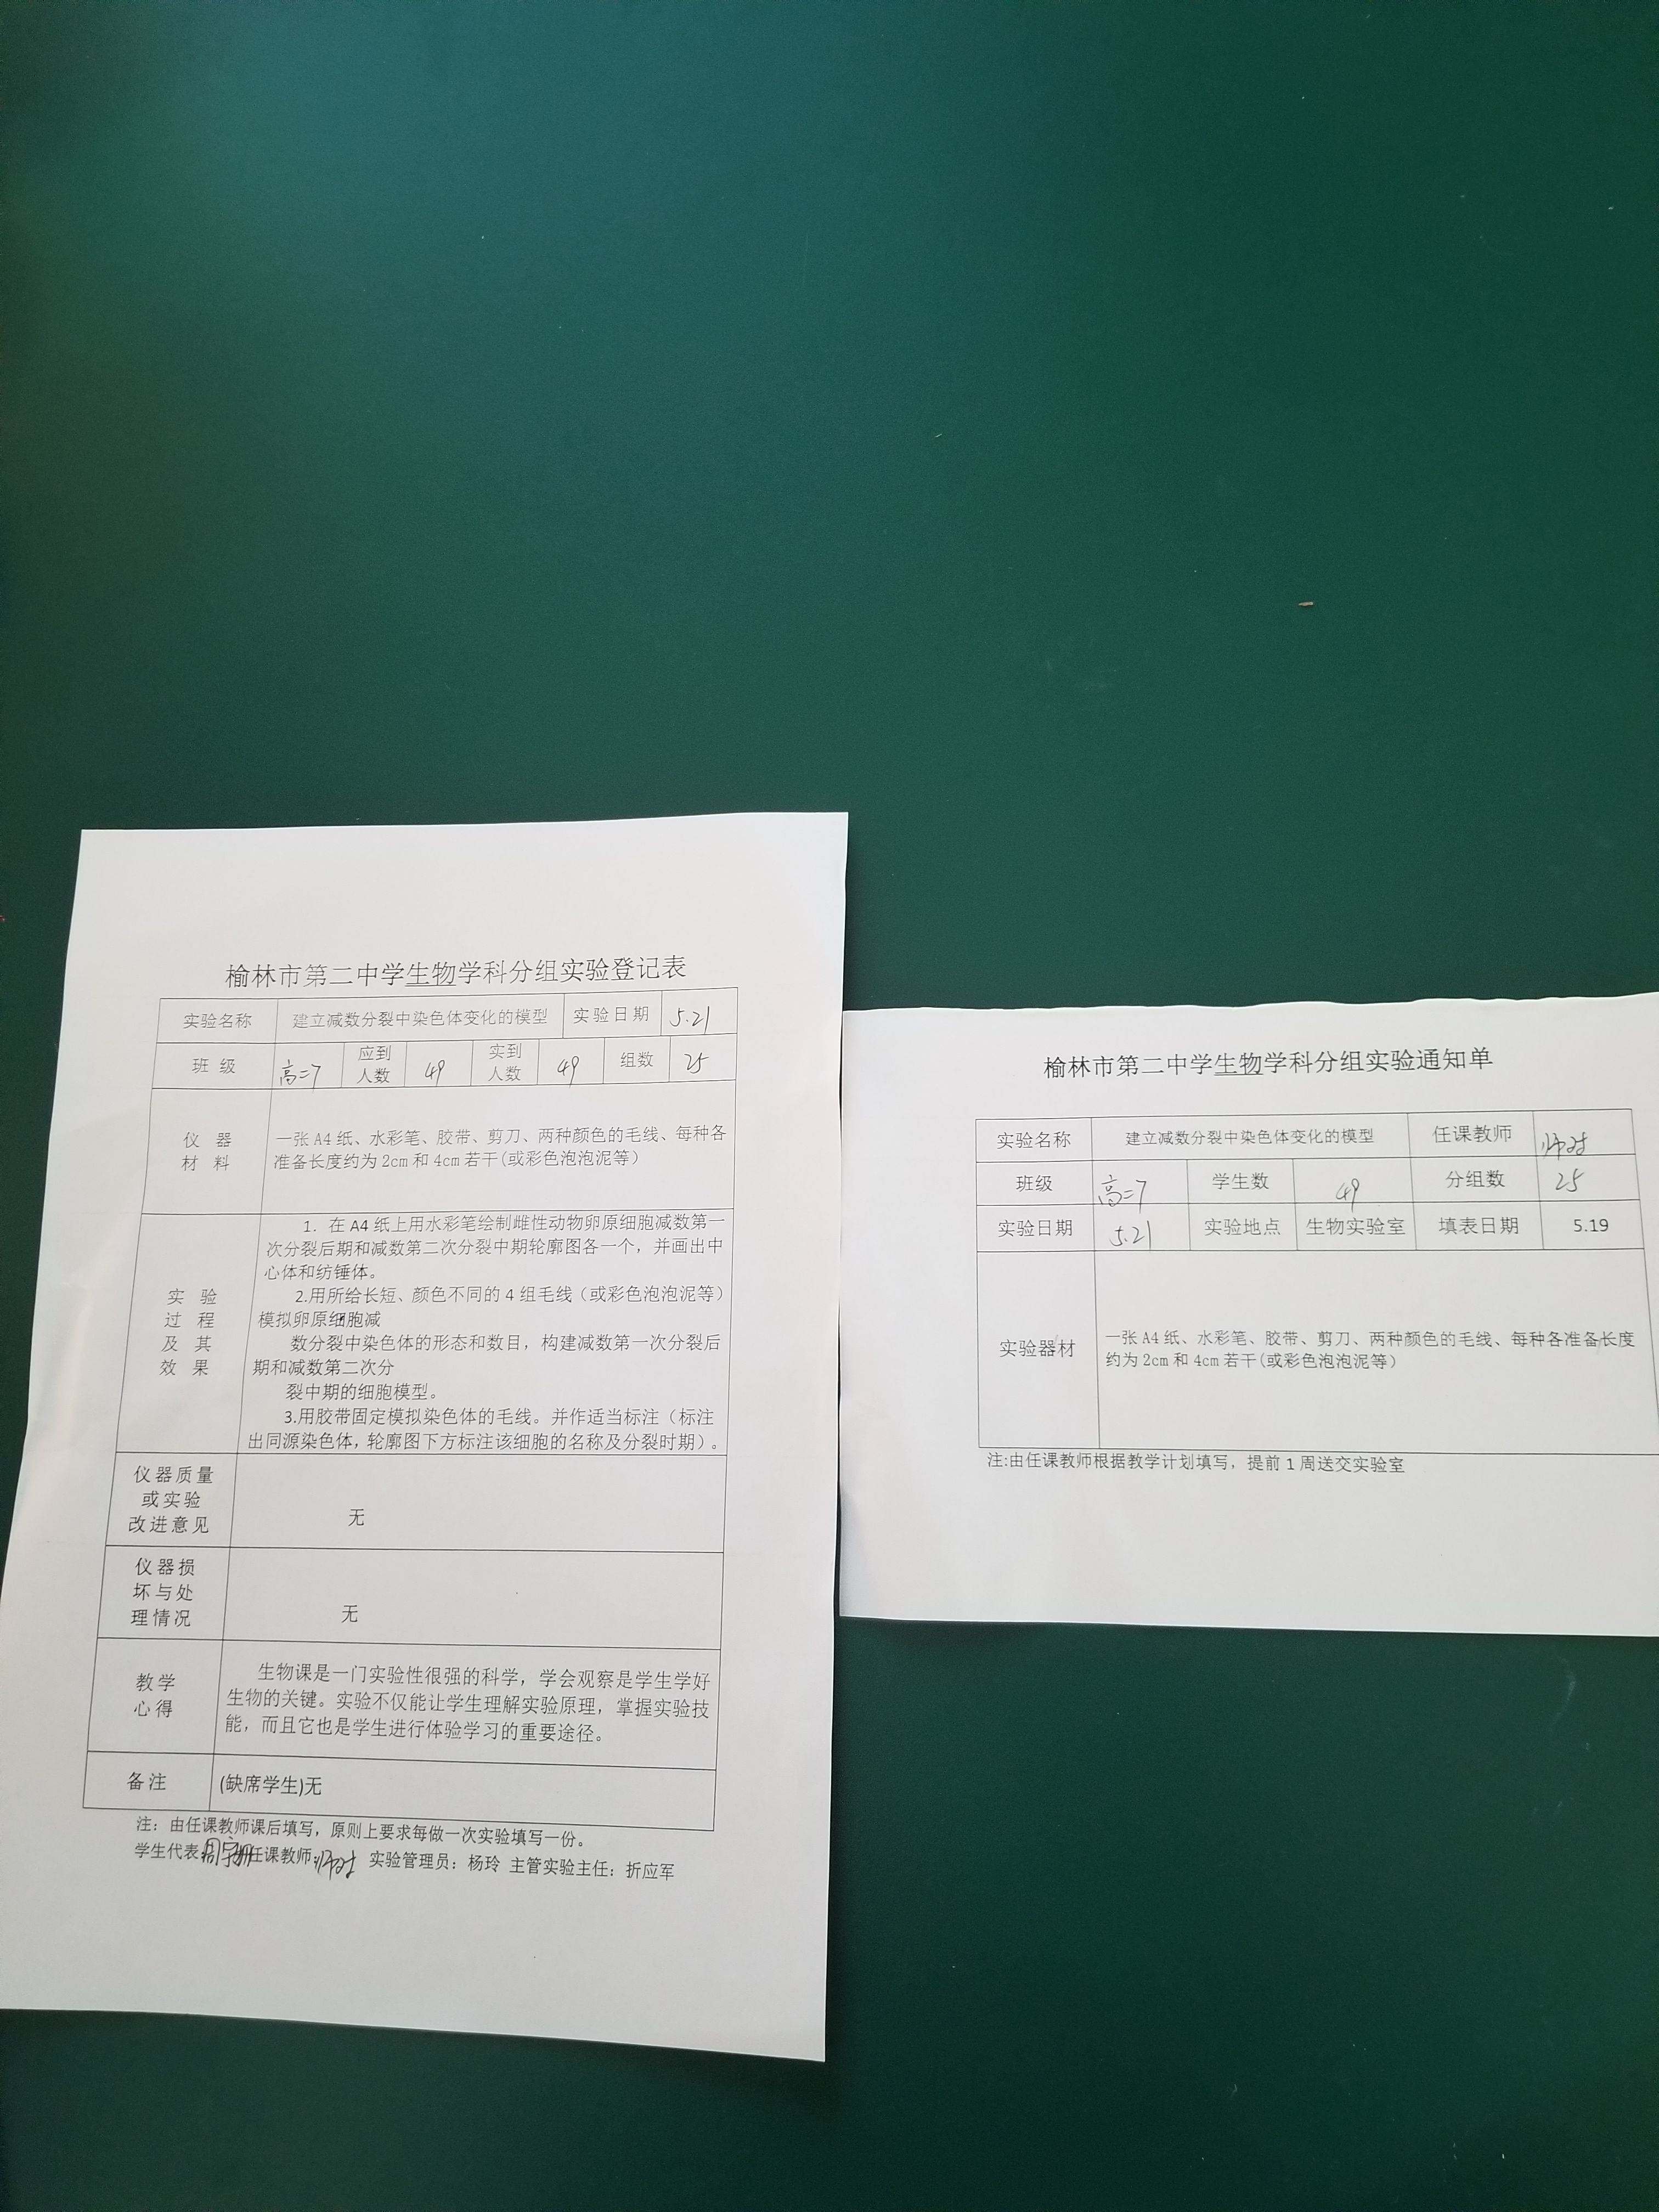 榆林市第二中学生物学科分组实验登记表
实验名称 建立减数分裂中染色体变化的模型 实验日期 5.21
班 级 高二7 应到人数 49 实到人数 49 组数 25
仪 器
材 料
一张 A4 纸、水彩笔、胶带、剪刀、两种颜色的毛线、每种各
准备长度约为 2cm 和 4cm 若干(或彩色泡泡泥等)
实 验
过 程
及 其
效 果
1. 在 A4 纸上用水彩笔绘制雌性动物卵原细胞减数第一
次分裂后期和减数第二次分裂中期轮廓图各一个，并画出中
心体和纺锤体。
2.用所给长短、颜色不同的 4 组毛线（或彩色泡泡泥等）
模拟卵原细胞减
数分裂中染色体的形态和数目，构建减数第一次分裂后
期和减数第二次分
裂中期的细胞模型。
3.用胶带固定模拟染色体的毛线。并作适当标注（标注
出同源染色体，轮廓图下方标注该细胞的名称及分裂时期）。
仪器质量
或实验
改进意见
无
仪器损
坏与处
理情况
无
教学
心得
生物课是一门实验性很强的科学，学会观察是学生学好
生物的关键。实验不仅能让学生理解实验原理，掌握实验技
能，而且它也是学生进行体验学习的重要途径。
备注 (缺席学生)无
注：由任课教师课后填写，原则上要求每做一次实验填写一份。
学生代表 任课教师: 实验管理员：杨玲 主管实验主任：折应军
榆林市第二中学生物学科分组实验通知单
实验名称 建立减数分裂中染色体变化的模型 任课教师
班级 高二7 学生数 49 分组数 25
实验日期 5.21 实验地点 生物实验室 填表日期 5.19
实验器材
一张 A4 纸、水彩笔、胶带、剪刀、两种颜色的毛线、每种各准备长度
约为 2cm 和 4cm 若干(或彩色泡泡泥等)
注:由任课教师根据教学计划填写，提前 1 周送交实验室